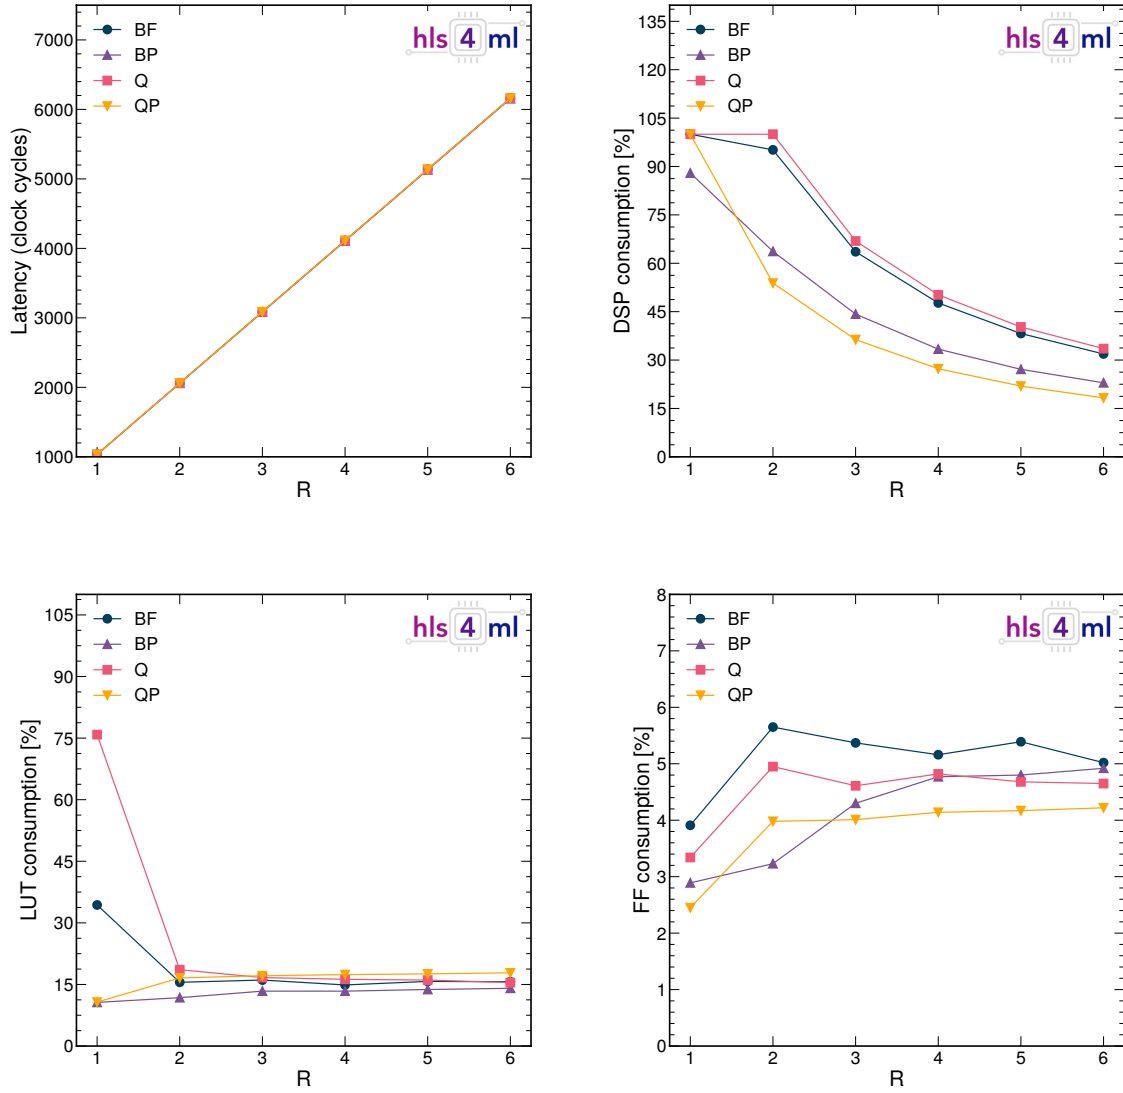 Latency (clock cycles)
7000
6000
5000
4000
3000
2000
1000
BF
BP
Q
QP
hls 4 ml
1 2 3 4 5 6
R
DSP consumption [%]
135
120
105
90
75
60
45
30
15
0
BF
BP
Q
QP
hls 4 ml
1 2 3 4 5 6
R
LUT consumption [%]
105
90
75
60
45
30
15
0
BF
BP
Q
QP
hls 4 ml
1 2 3 4 5 6
R
FF consumption [%]
8
7
6
5
4
3
2
1
0
BF
BP
Q
QP
hls 4 ml
1 2 3 4 5 6
R